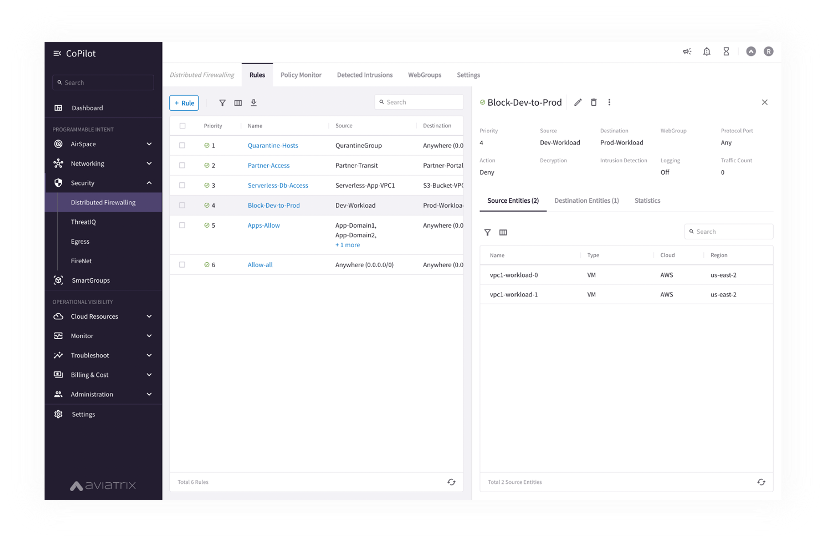 CoPilot
Search
Dashboard
PROGRAMMABLE INTENT
AirSpace
Networking
Security
Distributed Firewalling
ThreatIQ
Egress
FireNet
SmartGroups
OPERATIONAL VISIBILITY
Cloud Resources
Monitor
Troubleshoot
Billing & Cost
Administration
Settings
aviatrix
R
Distributed Firewalling Rules Policy Monitor Detected Intrusions WebGroups Settings
+ Rule
Search
Priority Name Source Destination
1 Quarantine-Hosts QurantineGroup Anywhere (0.0
2 Partner Access Partner-Transit Partner-Portal
3 Serverless-Db-Access Serverless-App-VPC1 S3-Bucket-VPC
4 Block-Dev-to-Prod Dev-Workload Prod-Workloa
5 Apps-Allow App-Domain1, Anywhere (0.0
App-Domain2,
+ 1 more
6 Allow-all Anywhere (0.0.0.0/0) Anywhere (0.0
Total 6 Rules
Block-Dev-to-Prod
Priority Source Destination WebGroup Protocol Port
4 Dev-Workload Prod-Workload Any
Action Decryption Intrusion Detection Logging Traffic Count
Deny Off 0
Source Entities (2) Destination Entities (1) Statistics
Search
Name Type Cloud Region
vpc1-workload-0 VM AWS us-east-2
vpc1-workload-1 VM AWS us-east-2
Total 2 Source Entities